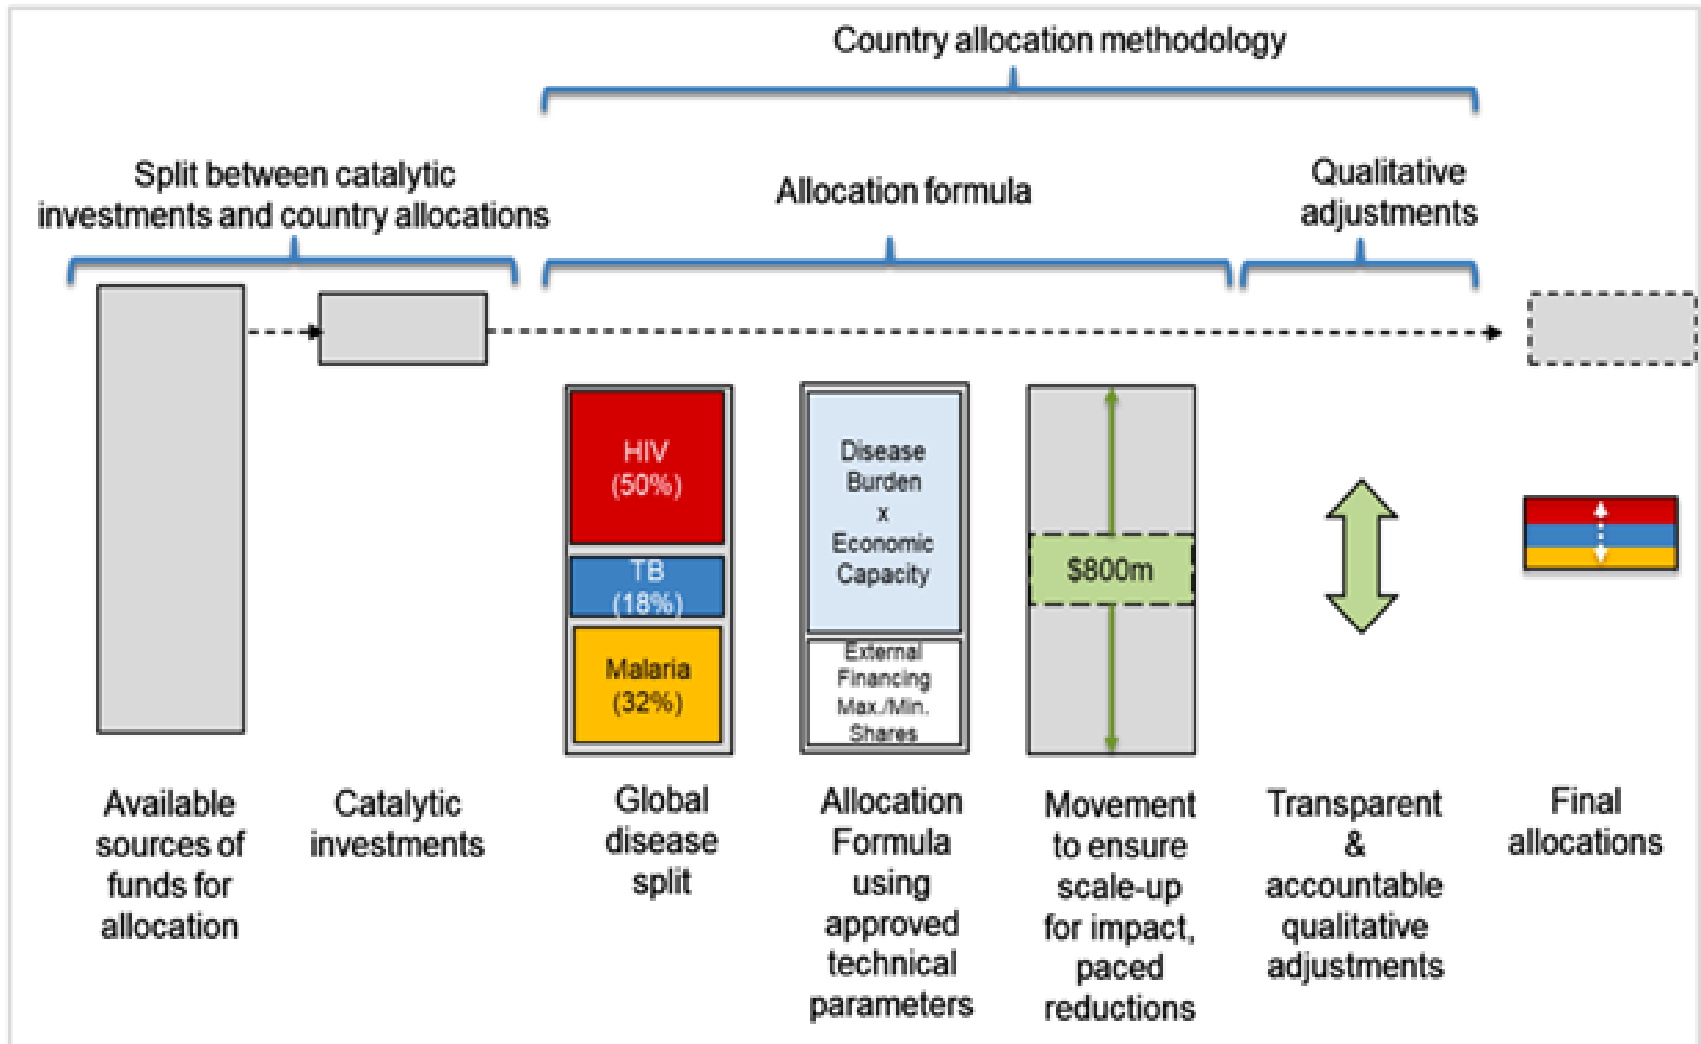 Country allocation methodology
Split between catalytic
investments and country allocations
Allocation formula
Qualitative
adjustments
HIV
(50%)
TB
(18%)
Malaria
(32%)
Disease
Burden
x
Economic
Capacity
External
Financing
Max./Min.
Shares
$800m
Available
sources of
funds for
allocation
Catalytic
investments
Global
disease
split
Allocation
Formula
using
approved
technical
parameters
Movement
to ensure
scale-up
for impact,
paced
reductions
Transparent
&
accountable
qualitative
adjustments
Final
allocations